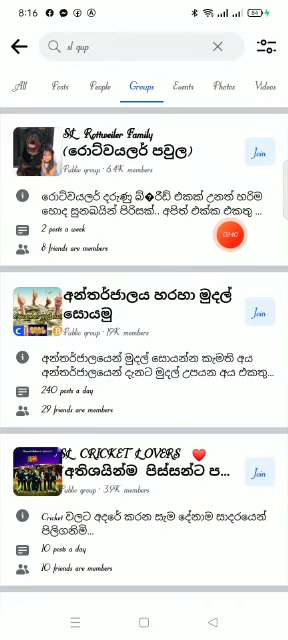 8:16
84
sl gup
All Posts People Groups Events Photos Videos
SL Rottweiler Family
(රොට්වයලර් පවුල)
Public group · 6.4K members
Join
රොට්වයලර් දරුණු බ්�රීඩ් එකක් උනත් හරිම
හොද සුනඛයින් පිරිසක්.. අපිත් එක්ක එකතු ...
2 posts a week
8 friends are members
02:40
අන්තර්ජාලය හරහා මුදල්
සොයමු
Public group · 19K members
Join
අන්තර්ජාලයෙන් මුදල් සොයන්න කැමති අය
අන්තර්ජාලයෙන් දැනට මුදල් උපයන අය එකතු...
240 posts a day
29 friends are members
SL CRICKET LOVERS ❤️
අතිශයින්ම පිස්සන්ට ප...
Public group · 3.9K members
Join
Cricket වලට අදරේ කරන සැම දේනාම සාදරයෙන්
පිලිගනිමි...
10 posts a day
10 friends are members